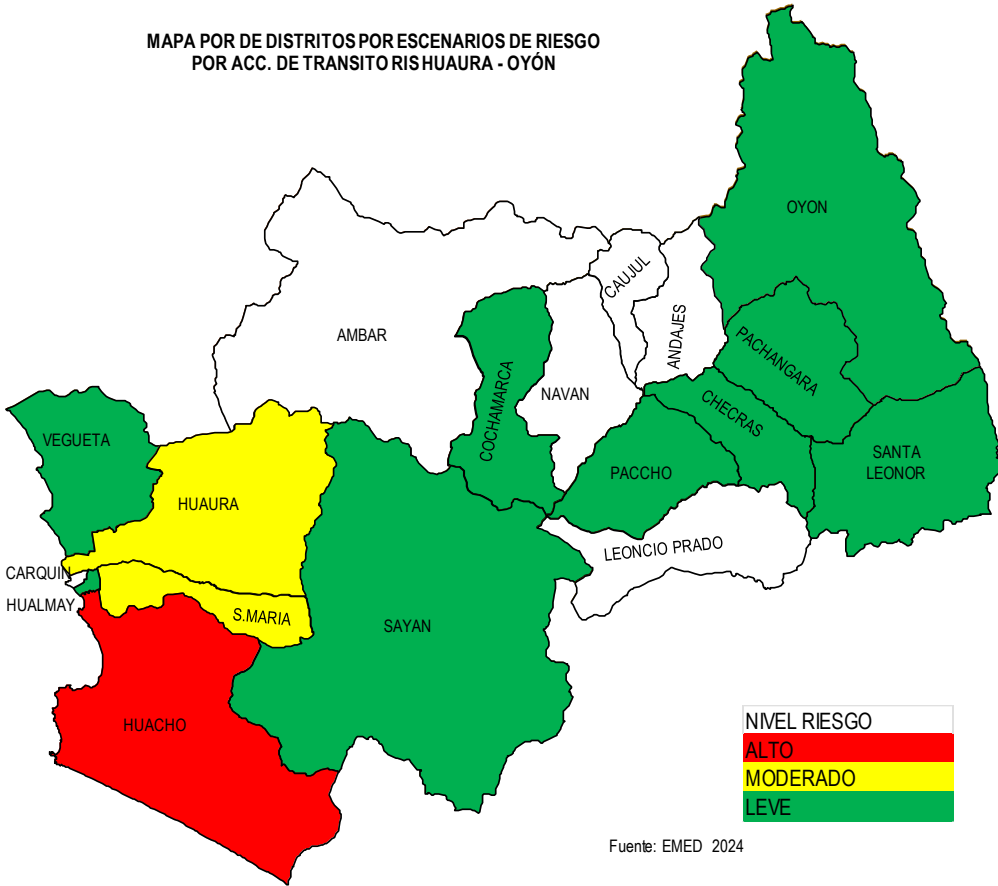 MAPA POR DE DISTRITOS POR ESCENARIOS DE RIESGO
POR ACC. DE TRANSITO RIS HUAURA - OYÓN
OYON
CAUJUL
ANDAJES
AMBAR
PACHANGARA
COCHAMARCA
NAVAN
CHECRAS
VEGUETA
SANTA
LEONOR
PACCHO
HUAURA
LEONCIO PRADO
CARQUIN
HUALMAY
S.MARIA
SAYAN
HUACHO
NIVEL RIESGO
ALTO
MODERADO
LEVE
Fuente: EMED 2024